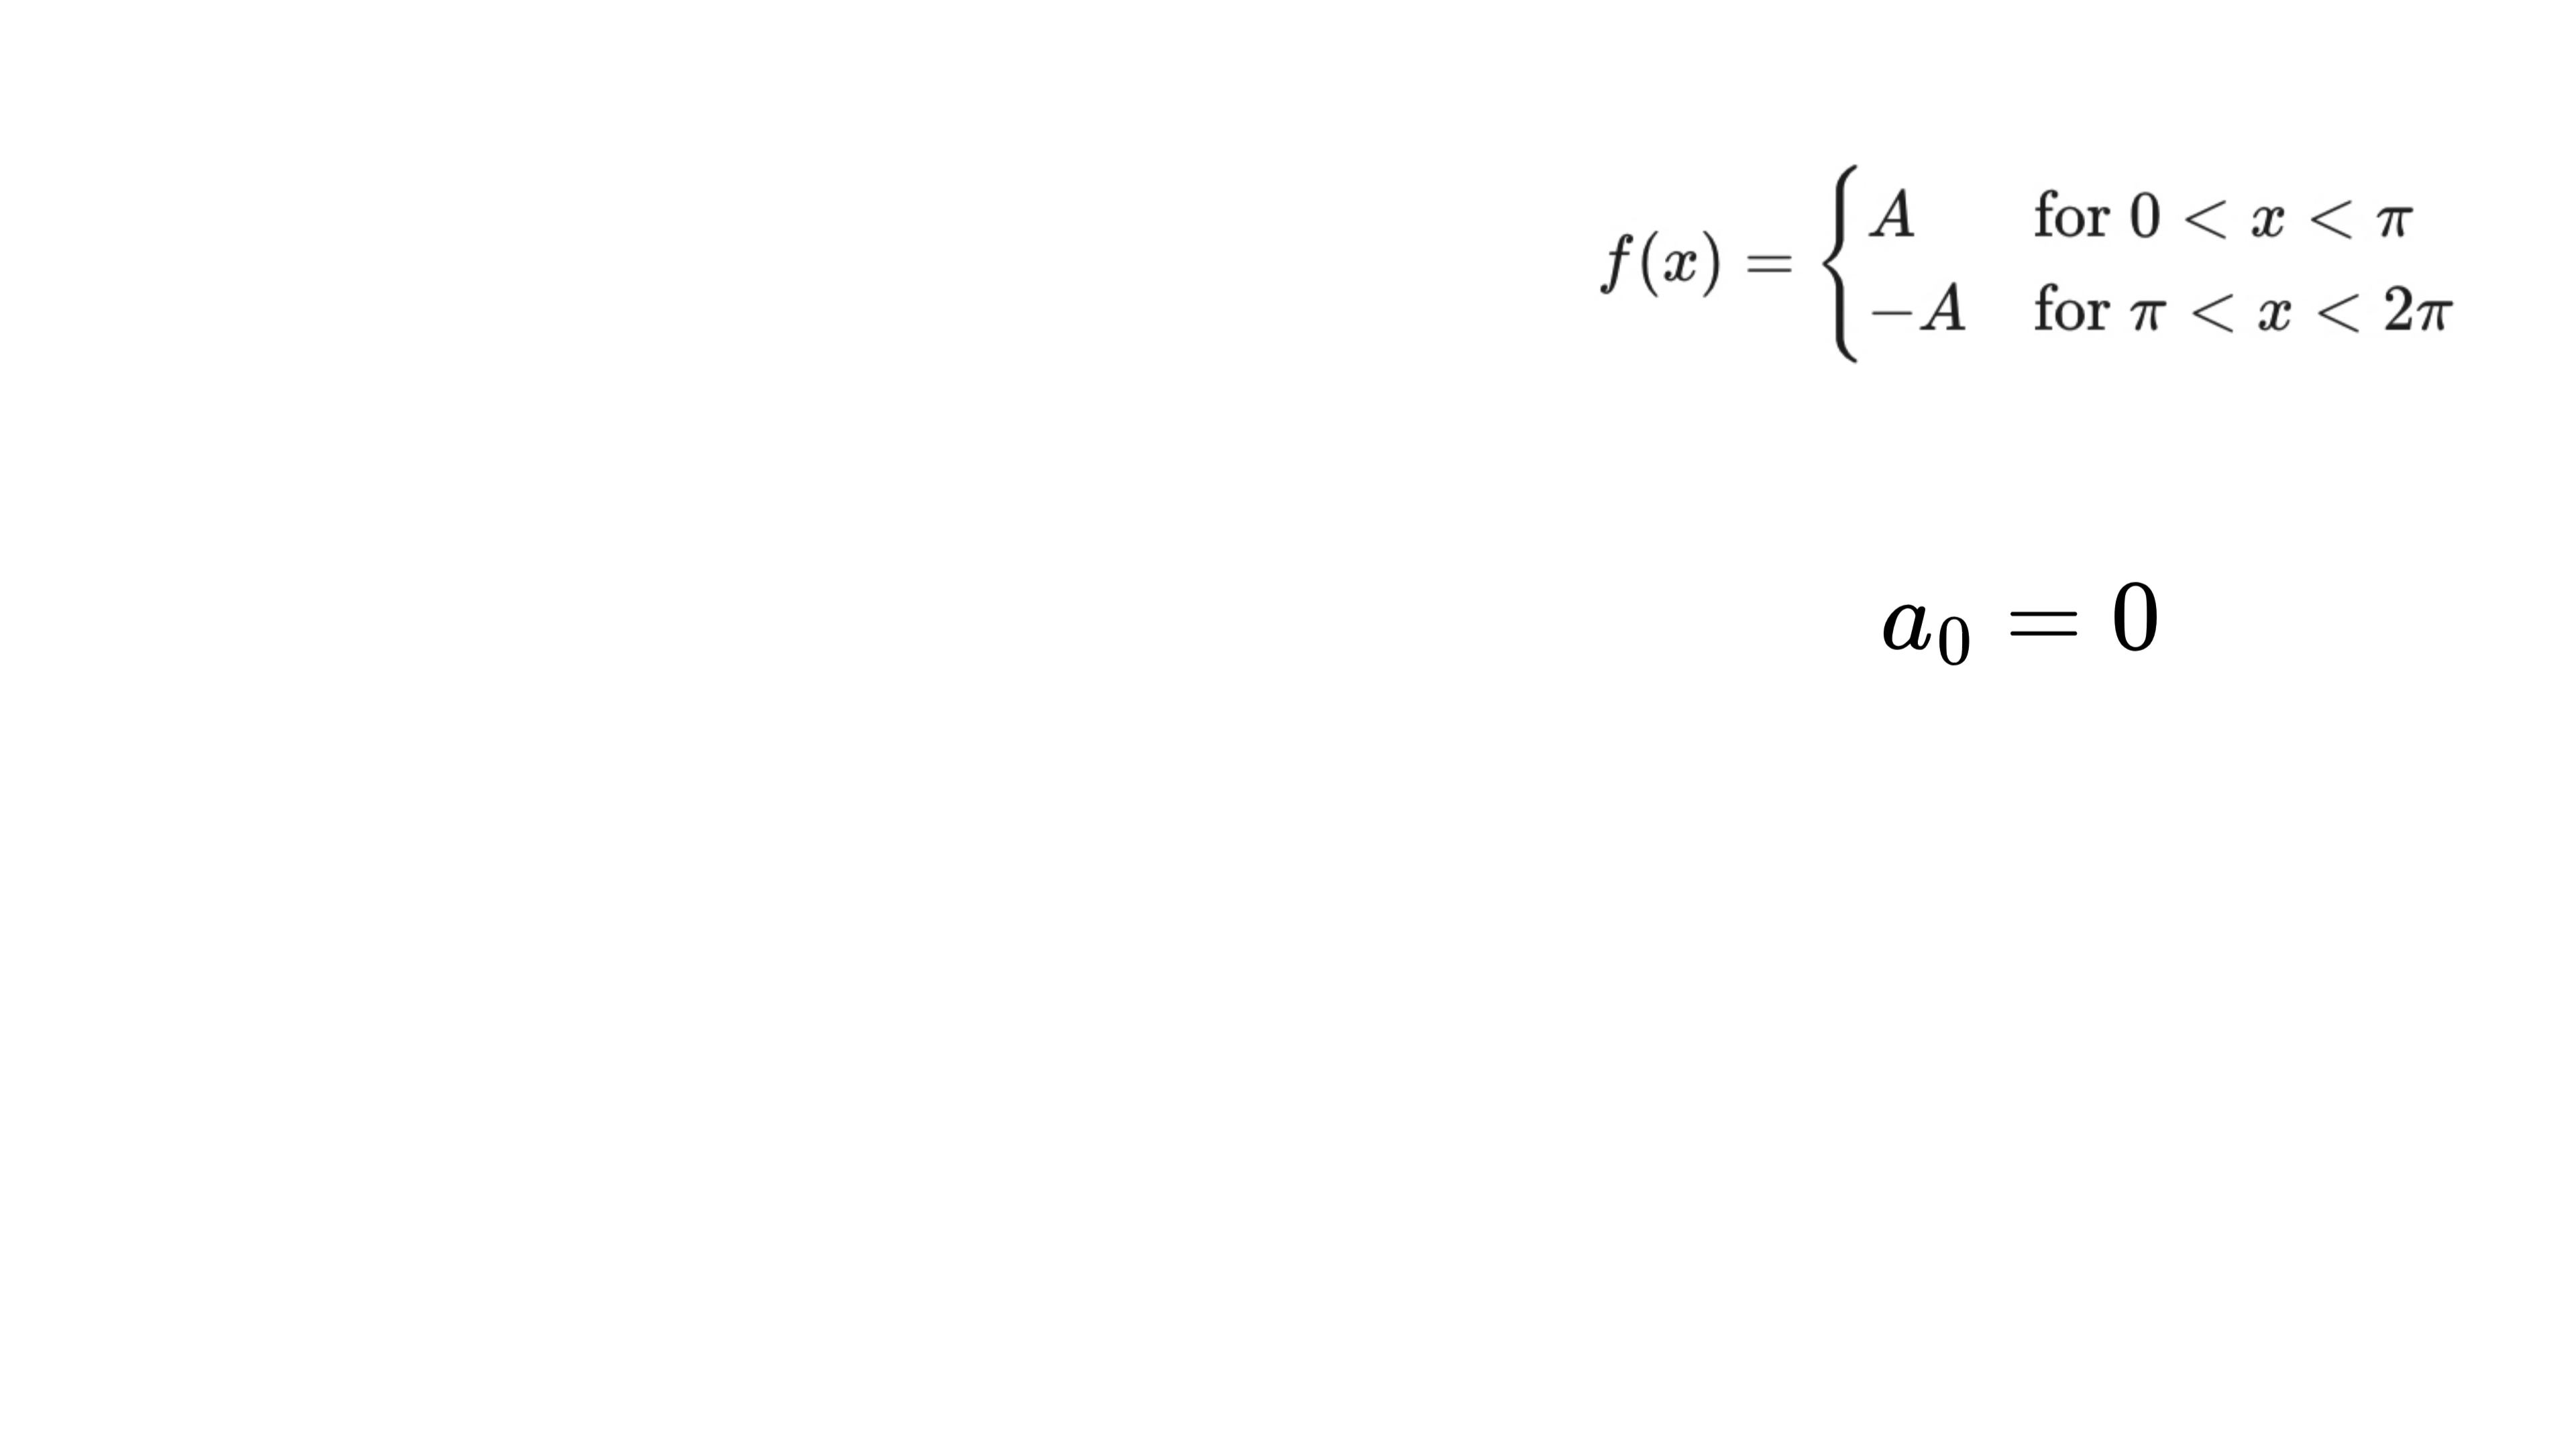 f(x) = { A for 0 < x < π
−A for π < x < 2π
a₀ = 0